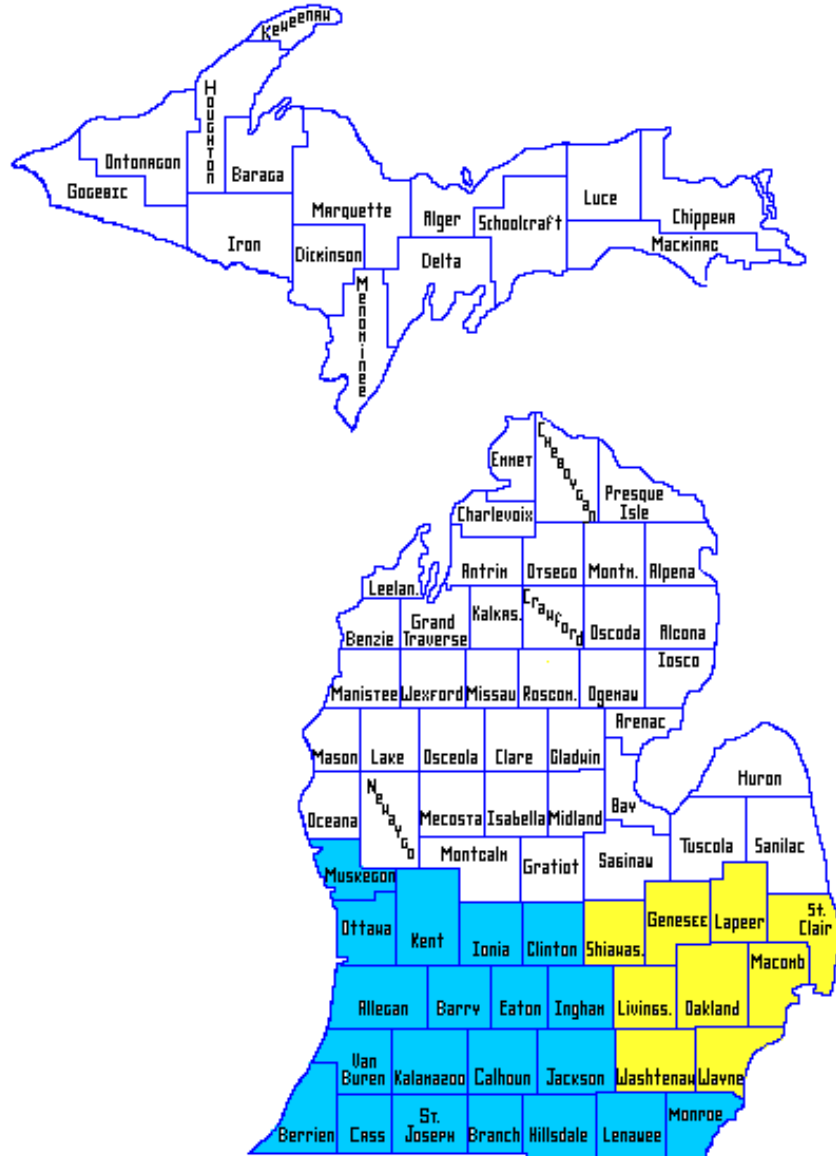 Keweenaw
Houghton
Ontonagon
Baraga
Gogebic
Marquette
Alger
Schoolcraft
Luce
Chippewa
Iron
Dickinson
Delta
Mackinac
Menominee
Emmet
Cheboygan
Presque
Isle
Charlevoix
Antrim
Otsego
Montm.
Alpena
Leelan.
Kalkas.
Crawford
Grand
Traverse
Benzie
Oscoda
Alcona
Iosco
Manistee
Wexford
Missau
Roscom.
Ogemaw
Arenac
Mason
Lake
Osceola
Clare
Gladwin
Huron
Newaygo
Bay
Oceana
Mecosta
Isabella
Midland
Tuscola
Sanilac
Montcalm
Gratiot
Saginaw
Muskegon
Ottawa
Kent
Ionia
Clinton
Shiawas.
Genesee
Lapeer
St.
Clair
Macomb
Allegan
Barry
Eaton
Ingham
Livings.
Oakland
Van
Buren
Kalamazoo
Calhoun
Jackson
Washtenaw
Wayne
Berrien
Cass
St.
Joseph
Branch
Hillsdale
Lenawee
Monroe